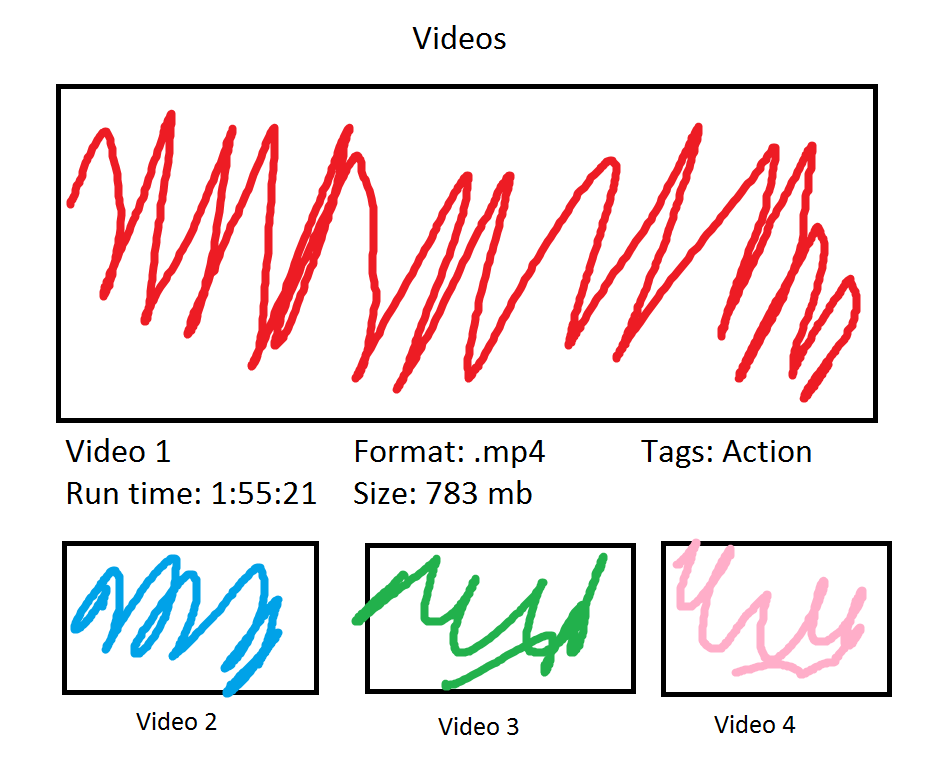 Videos
Video 1 Format: .mp4 Tags: Action
Run time: 1:55:21 Size: 783 mb
Video 2 Video 3 Video 4